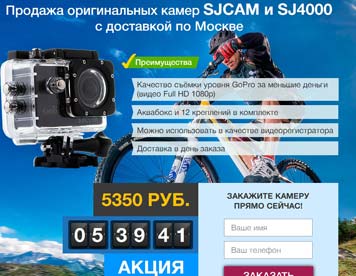 Продажа оригинальных камер SJCAM и SJ4000
с доставкой по Москве
Преимущества
Качество съёмки уровня GoPro за меньшие деньги
(видео Full HD 1080p)
Аквабокс и 12 креплений в комплекте
Можно использовать в качестве видеорегистратора
Доставка в день заказа
5350 РУБ.
05 39 41
АКЦИЯ
ЗАКАЖИТЕ КАМЕРУ
ПРЯМО СЕЙЧАС!
Ваше имя
Ваш телефон
ЗАКАЗАТЬ